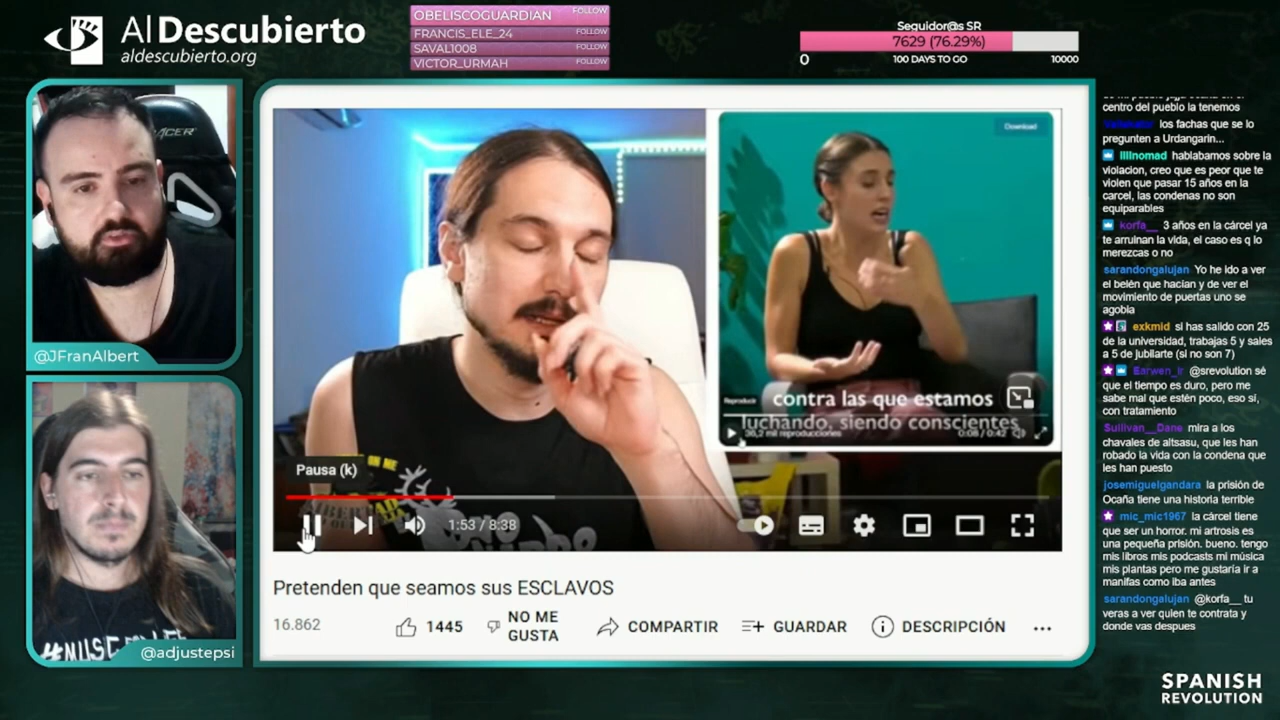 Al Descubierto
aldescubierto.org
OBELISCOGUARDIAN FOLLOW
FRANCIS_ELE_24 FOLLOW
SAVAL1008 FOLLOW
VICTOR_URMAH FOLLOW
Seguidor@s SR
7629 (76.29%)
0 100 DAYS TO GO 10000
ACER
@JFranAlbert
@adjustepsi
Download
contra las que estamos
luchando, siendo conscientes
Reproducir
36,2 mil reproducciones
0:08 / 0:42
Pausa (k)
1:53 / 8:38
Pretenden que seamos sus ESCLAVOS
16.862
1445
NO ME
GUSTA
COMPARTIR
GUARDAR
DESCRIPCIÓN
centro del pueblo la tenemos
los fachas que se lo
pregunten a Urdangarin...
lllnomad hablabamos sobre la
violacion, creo que es peor que te
violen que pasar 15 años en la
carcel, las condenas no son
equiparables
korfa__ 3 años en la cárcel ya
te arruinan la vida, el caso es q lo
merezcas o no
sarandongalujan Yo he ido a ver
el belén que hacían y de ver el
movimiento de puertas uno se
agobia
exkmid si has salido con 25
de la universidad, trabajas 5 y sales
a 5 de jubilarte (si no son 7)
Earwen_Ir @srevolution sé
que el tiempo es duro, pero me
sabe mal que estén poco, eso sí,
con tratamiento
Sullivan__Dane mira a los
chavales de altsasu, que les han
robado la vida con la condena que
les han puesto
josemiguelgandara la prisión de
Ocaña tiene una historia terrible
mic_mic1967 la cárcel tiene
que ser un horror. mi artrosis es
una pequeña prisión. bueno. tengo
mis libros mis podcasts mi música
mis plantas pero me gustaría ir a
manifas como iba antes
sarandongalujan @korfa__ tu
veras a ver quien te contrata y
donde vas despues
SPANISH
REVOLUTION